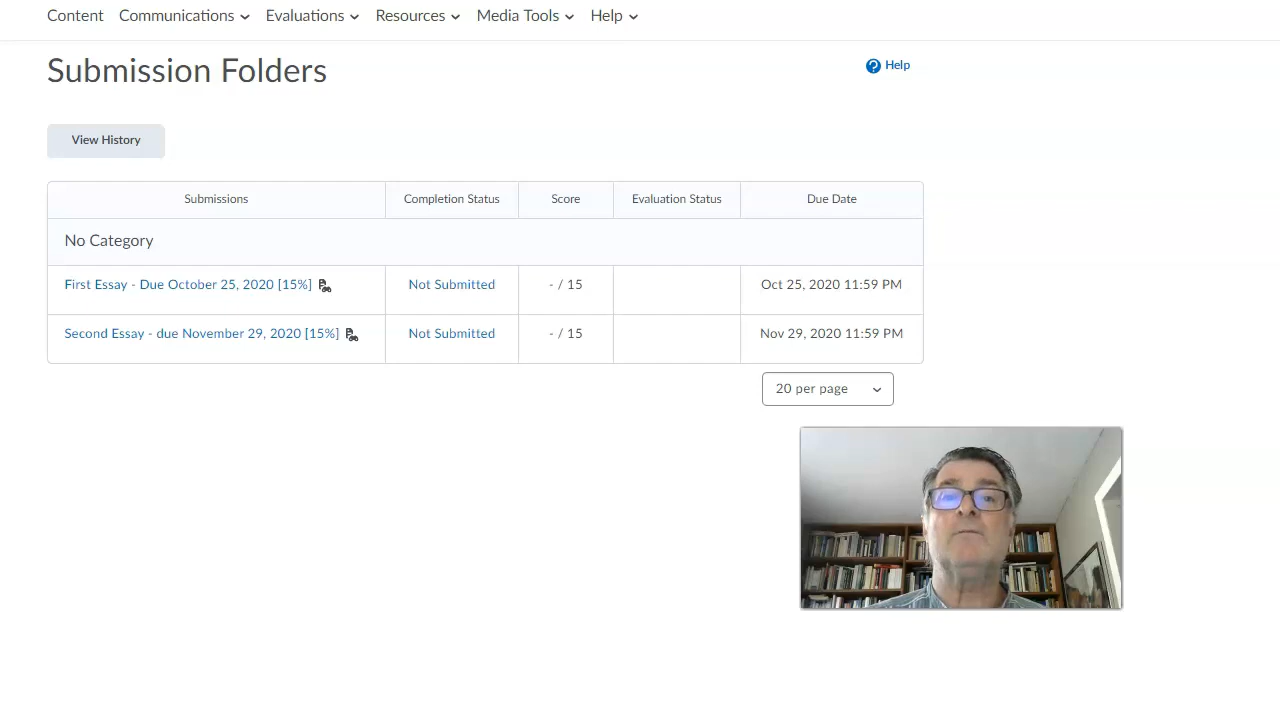 Content Communications Evaluations Resources Media Tools Help
Submission Folders
Help
View History
Submissions Completion Status Score Evaluation Status Due Date
No Category
First Essay - Due October 25, 2020 [15%] Not Submitted - / 15 Oct 25, 2020 11:59 PM
Second Essay - due November 29, 2020 [15%] Not Submitted - / 15 Nov 29, 2020 11:59 PM
20 per page